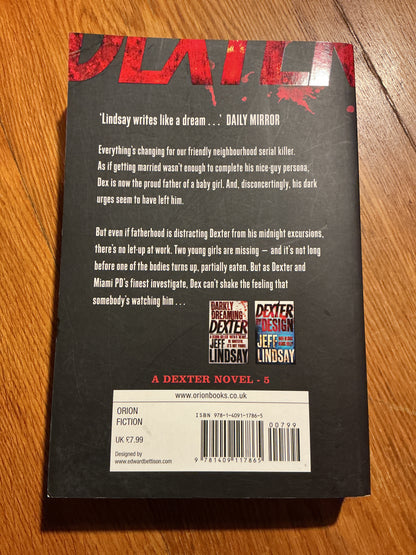 DEXTER
'Lindsay writes like a dream . . .' DAILY MIRROR
Everything's changing for our friendly neighbourhood serial killer.
As if getting married wasn't enough to complete his nice-guy persona,
Dex is now the proud father of a baby girl. And, disconcertingly, his dark
urges seem to have left him.
But even if fatherhood is distracting Dexter from his midnight excursions,
there's no let-up at work. Two young girls are missing – and it's not long
before one of the bodies turns up, partially eaten. But as Dexter and
Miami PD's finest investigate, Dex can't shake the feeling that
somebody's watching him . . .
DARKLY
DREAMING
DEXTER
JEFF
LINDSAY
DEXTER
BY DESIGN
JEFF
LINDSAY
A DEXTER NOVEL - 5
www.orionbooks.co.uk
ORION
FICTION
UK £7.99
Designed by
www.edwardbettison.com
ISBN 978-1-4091-1786-5
00799
9 781409 117865